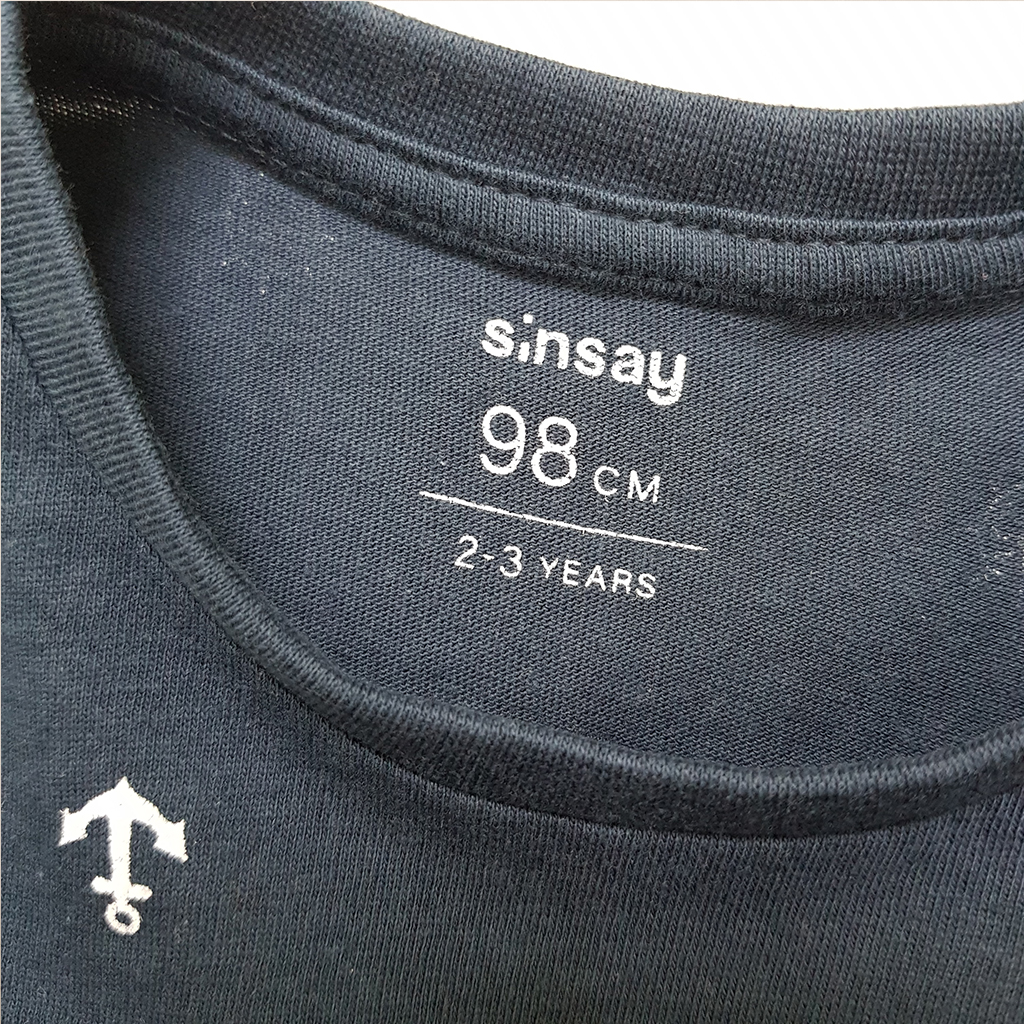 sinsay
98 CM
2-3 YEARS